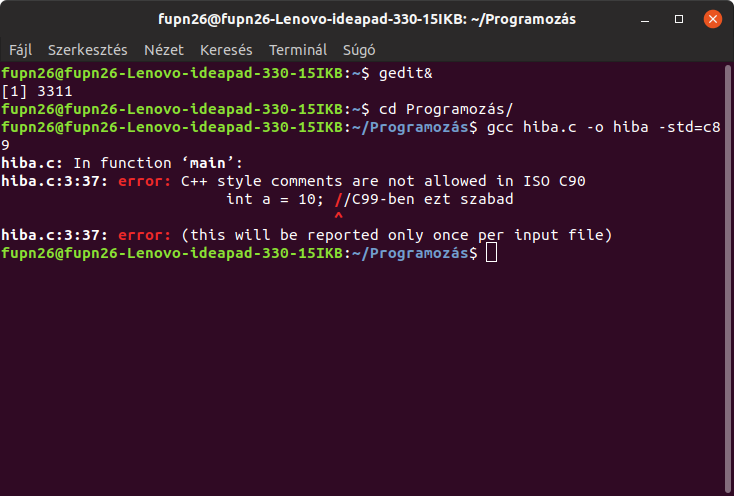 fupn26@fupn26-Lenovo-ideapad-330-15IKB: ~/Programozás
Fájl Szerkesztés Nézet Keresés Terminál Súgó
fupn26@fupn26-Lenovo-ideapad-330-15IKB:~$ gedit&
[1] 3311
fupn26@fupn26-Lenovo-ideapad-330-15IKB:~$ cd Programozás/
fupn26@fupn26-Lenovo-ideapad-330-15IKB:~/Programozás$ gcc hiba.c -o hiba -std=c8
9
hiba.c: In function ‘main’:
hiba.c:3:37: error: C++ style comments are not allowed in ISO C90
int a = 10; //C99-ben ezt szabad
^
hiba.c:3:37: error: (this will be reported only once per input file)
fupn26@fupn26-Lenovo-ideapad-330-15IKB:~/Programozás$